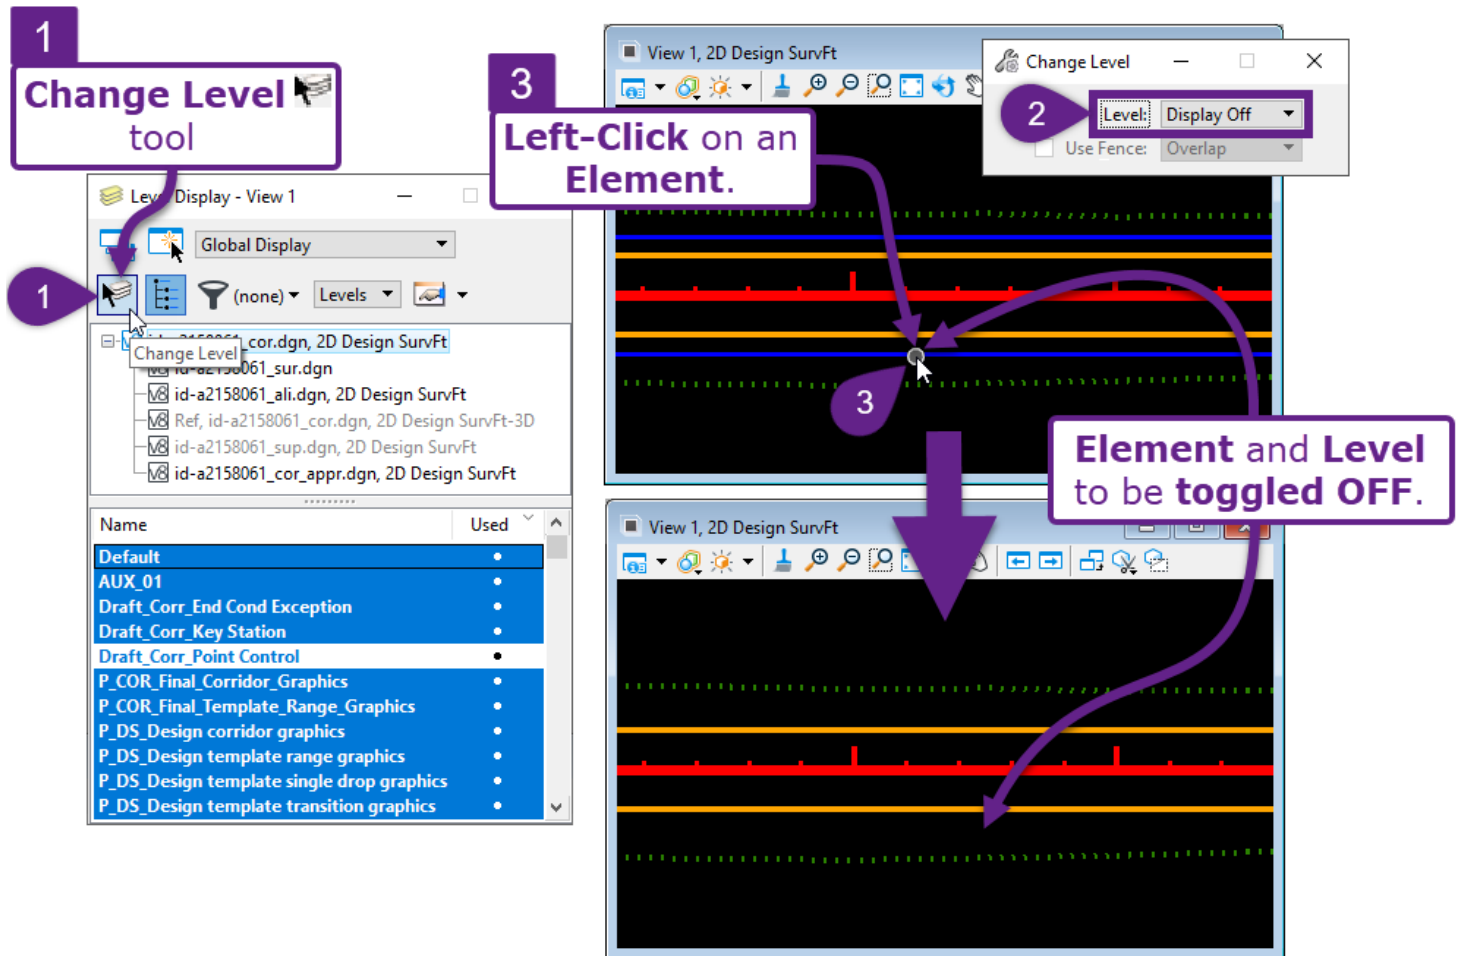 1
Change Level
tool
Level Display - View 1
Global Display
1
(none)
Levels
cor.dgn, 2D Design SurvFt
Change Level
id-a2158061_sur.dgn
id-a2158061_ali.dgn, 2D Design SurvFt
Ref, id-a2158061_cor.dgn, 2D Design SurvFt-3D
id-a2158061_sup.dgn, 2D Design SurvFt
id-a2158061_cor_appr.dgn, 2D Design SurvFt
Name Used
Default
AUX_01
Draft_Corr_End Cond Exception
Draft_Corr_Key Station
Draft_Corr_Point Control
P_COR_Final_Corridor_Graphics
P_COR_Final_Template_Range_Graphics
P_DS_Design corridor graphics
P_DS_Design template range graphics
P_DS_Design template single drop graphics
P_DS_Design template transition graphics
View 1, 2D Design SurvFt
3
Left-Click on an
Element.
Change Level
2
Level: Display Off
Use Fence: Overlap
3
Element and Level
to be toggled OFF.
View 1, 2D Design SurvFt